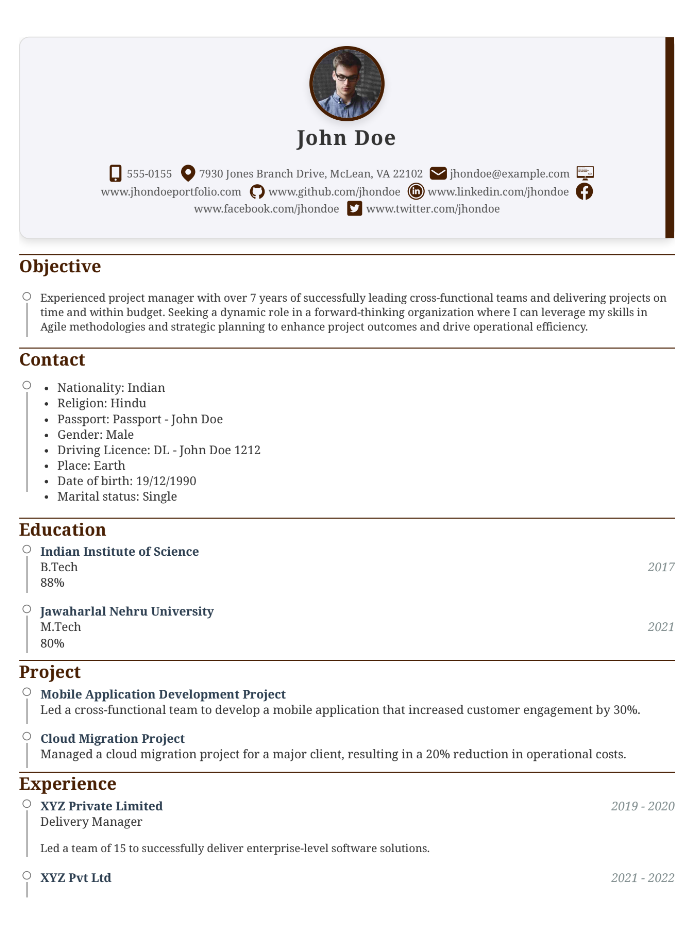 John Doe
555-0155 7930 Jones Branch Drive, McLean, VA 22102 jhondoe@example.com
www.jhondoeportfolio.com www.github.com/jhondoe www.linkedin.com/jhondoe
www.facebook.com/jhondoe www.twitter.com/jhondoe
Objective
Experienced project manager with over 7 years of successfully leading cross-functional teams and delivering projects on
time and within budget. Seeking a dynamic role in a forward-thinking organization where I can leverage my skills in
Agile methodologies and strategic planning to enhance project outcomes and drive operational efficiency.
Contact
• Nationality: Indian
• Religion: Hindu
• Passport: Passport - John Doe
• Gender: Male
• Driving Licence: DL - John Doe 1212
• Place: Earth
• Date of birth: 19/12/1990
• Marital status: Single
Education
Indian Institute of Science
B.Tech 2017
88%
Jawaharlal Nehru University
M.Tech 2021
80%
Project
Mobile Application Development Project
Led a cross-functional team to develop a mobile application that increased customer engagement by 30%.
Cloud Migration Project
Managed a cloud migration project for a major client, resulting in a 20% reduction in operational costs.
Experience
XYZ Private Limited 2019 - 2020
Delivery Manager
Led a team of 15 to successfully deliver enterprise-level software solutions.
XYZ Pvt Ltd 2021 - 2022